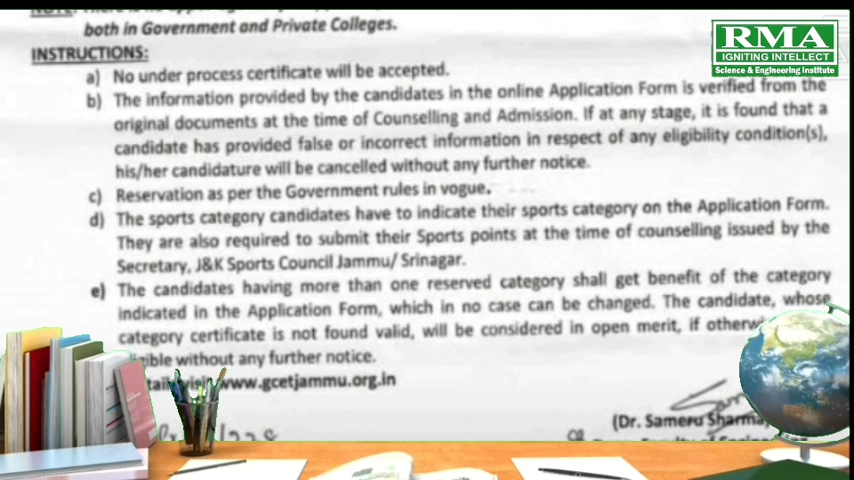 both in Government and Private Colleges.
RMA
IGNITING INTELLECT
Science & Engineering Institute
INSTRUCTIONS:
a) No under process certificate will be accepted.
b) The information provided by the candidates in the online Application Form is verified from the
original documents at the time of Counselling and Admission. If at any stage, it is found that a
candidate has provided false or incorrect information in respect of any eligibility condition(s),
his/her candidature will be cancelled without any further notice.
c) Reservation as per the Government rules in vogue.
d) The sports category candidates have to indicate their sports category on the Application Form.
They are also required to submit their Sports points at the time of counselling issued by the
Secretary, J&K Sports Council Jammu/ Srinagar.
e) The candidates having more than one reserved category shall get benefit of the category
indicated in the Application Form, which in no case can be changed. The candidate, whose
category certificate is not found valid, will be considered in open merit, if
without any further notice.
www.gcetjammu.org.in
(Dr. Sameru Sharma